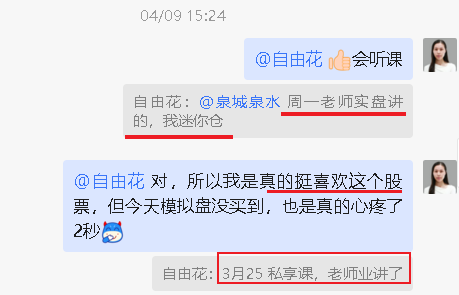 04/09 15:24
@自由花 会听课
自由花：@泉城泉水 周一老师实盘讲
的，我迷你仓
@自由花 对，所以我是真的挺喜欢这个股
票，但今天模拟盘没买到，也是真的心疼了
2秒
自由花：3月25 私享课，老师业讲了